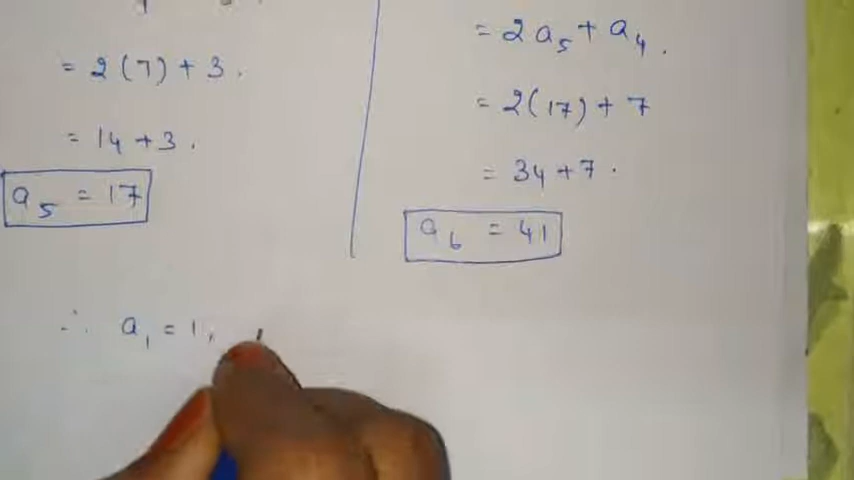 = 2(7) + 3.
= 14 + 3.
a₅ = 17
= 2a₅ + a₄.
= 2(17) + 7
= 34 + 7.
a₆ = 41
∴ a₁ = 1,